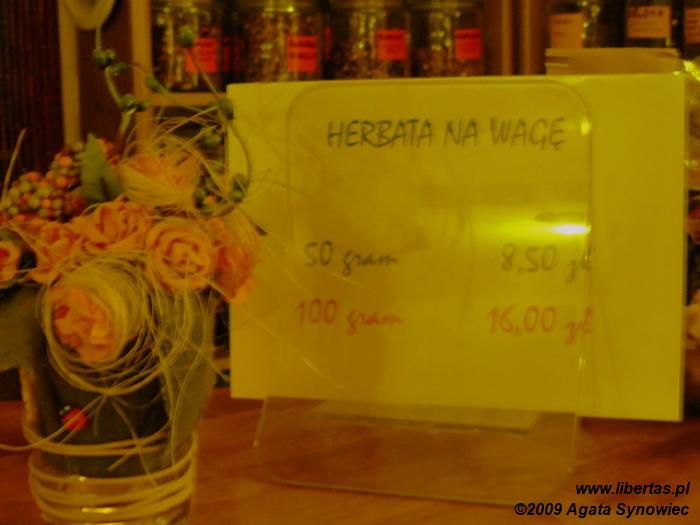 HERBATA NA WAGĘ
50 gram 8,50 zł
100 gram 16,00 zł
www.libertas.pl
©2009 Agata Synowiec